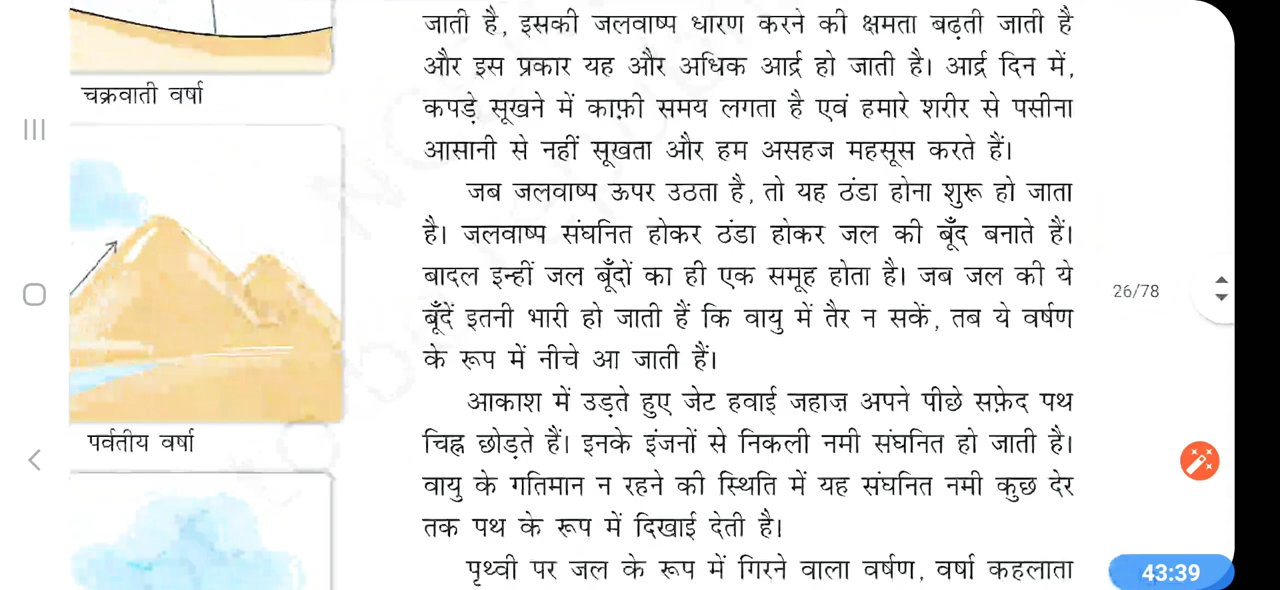 जाती है, इसकी जलवाष्प धारण करने की क्षमता बढ़ती जाती है
और इस प्रकार यह और अधिक आर्द्र हो जाती है। आर्द्र दिन में,
कपड़े सूखने में काफ़ी समय लगता है एवं हमारे शरीर से पसीना
आसानी से नहीं सूखता और हम असहज महसूस करते हैं।
जब जलवाष्प ऊपर उठता है, तो यह ठंडा होना शुरू हो जाता
है। जलवाष्प संघनित होकर ठंडा होकर जल की बूँद बनाते हैं।
बादल इन्हीं जल बूँदों का ही एक समूह होता है। जब जल की ये
बूँदें इतनी भारी हो जाती हैं कि वायु में तैर न सकें, तब ये वर्षण
के रूप में नीचे आ जाती हैं।
आकाश में उड़ते हुए जेट हवाई जहाज़ अपने पीछे सफ़ेद पथ
चिह्न छोड़ते हैं। इनके इंजनों से निकली नमी संघनित हो जाती है।
वायु के गतिमान न रहने की स्थिति में यह संघनित नमी कुछ देर
तक पथ के रूप में दिखाई देती है।
पृथ्वी पर जल के रूप में गिरने वाला वर्षण, वर्षा कहलाता
चक्रवाती वर्षा
पर्वतीय वर्षा
26/78
43:39